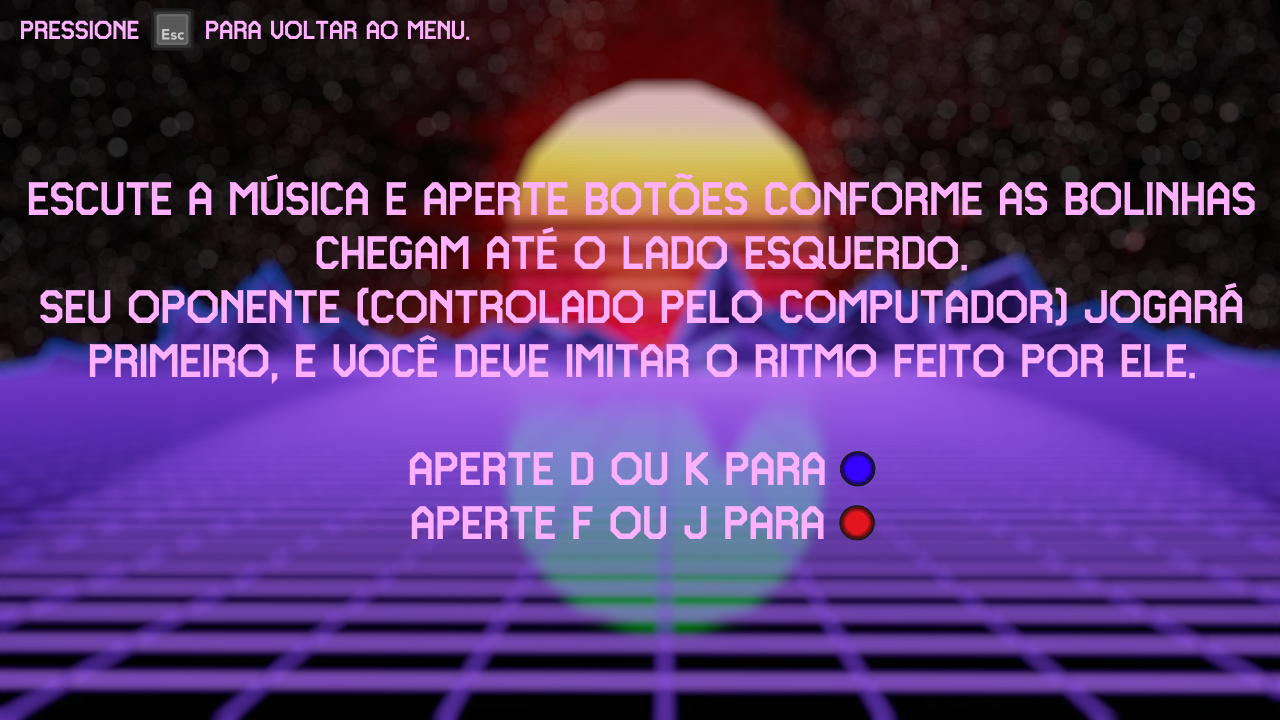 PRESSIONE Esc PARA VOLTAR AO MENU.
ESCUTE A MÚSICA E APERTE BOTÕES CONFORME AS BOLINHAS
CHEGAM ATÉ O LADO ESQUERDO.
SEU OPONENTE (CONTROLADO PELO COMPUTADOR) JOGARÁ
PRIMEIRO, E VOCÊ DEVE IMITAR O RITMO FEITO POR ELE.
APERTE D OU K PARA
APERTE F OU J PARA